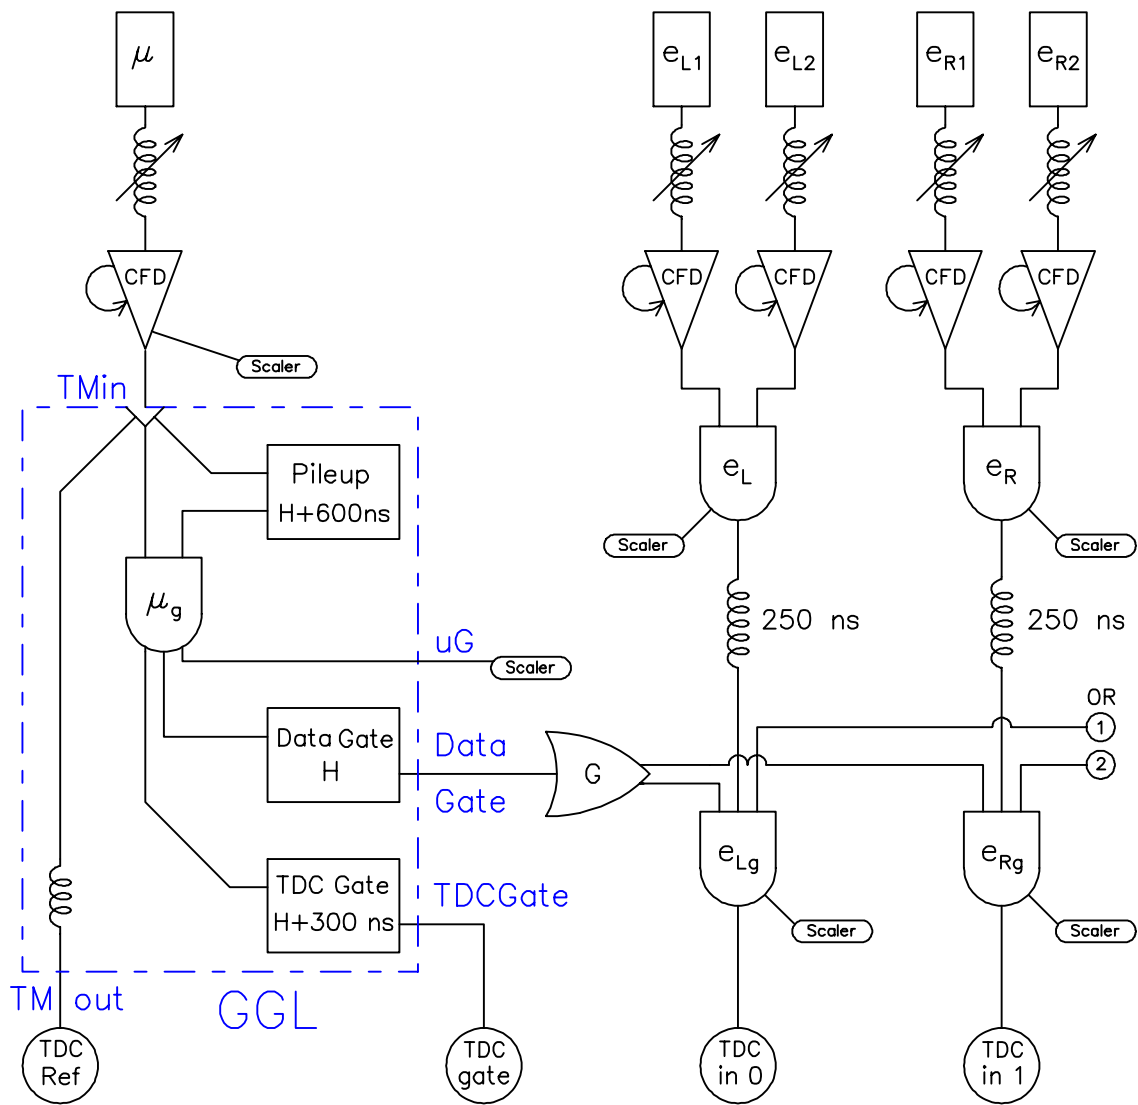 μ
e_L1
e_L2
e_R1
e_R2
CFD
CFD
CFD
CFD
CFD
Scaler
TMin
Pileup
H+600ns
e_L
e_R
Scaler
Scaler
μ_g
250 ns
250 ns
uG
Scaler
OR
1
2
Data Gate
H
Data
Gate
G
e_Lg
e_Rg
TDC Gate
H+300 ns
TDCGate
Scaler
Scaler
TM out
GGL
TDC
Ref
TDC
gate
TDC
in 0
TDC
in 1